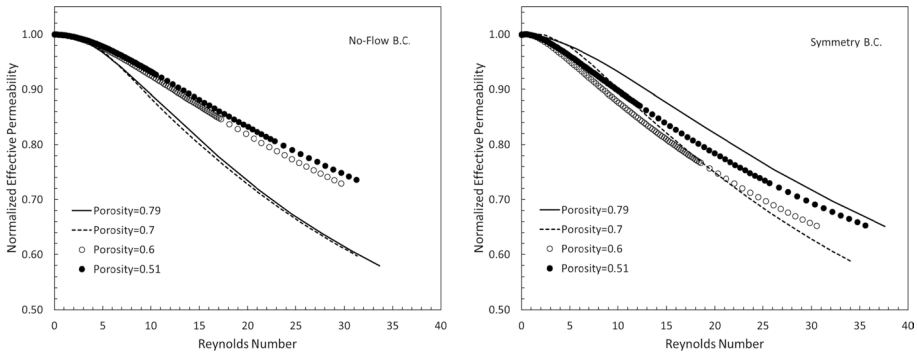 No-Flow B.C.
Normalized Effective Permeability
1.00
0.90
0.80
0.70
0.60
0.50
Porosity=0.79
Porosity=0.7
Porosity=0.6
Porosity=0.51
0 5 10 15 20 25 30 35 40
Reynolds Number
Symmetry B.C.
Normalized Effective Permeability
1.00
0.90
0.80
0.70
0.60
0.50
Porosity=0.79
Porosity=0.7
Porosity=0.6
Porosity=0.51
0 5 10 15 20 25 30 35 40
Reynolds Number